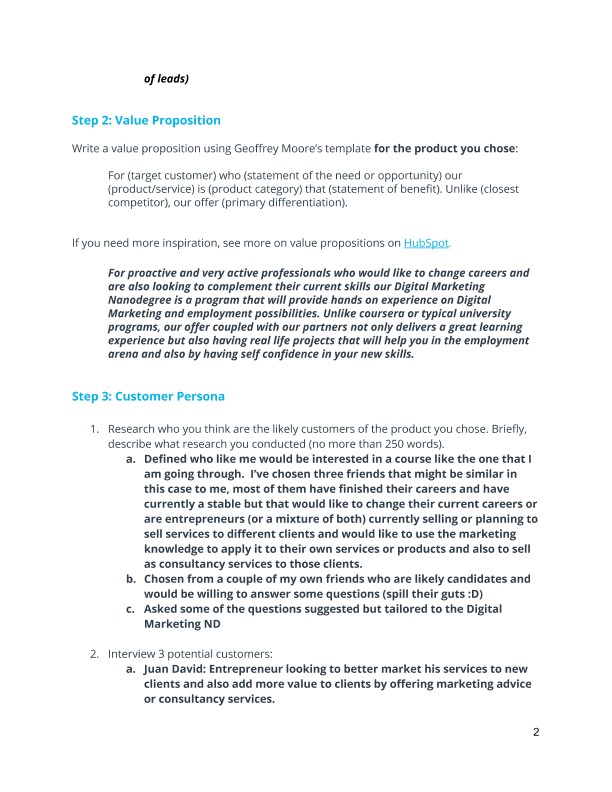 of leads)
Step 2: Value Proposition
Write a value proposition using Geoffrey Moore's template for the product you chose:
For (target customer) who (statement of the need or opportunity) our
(product/service) is (product category) that (statement of benefit). Unlike (closest
competitor), our offer (primary differentiation).
If you need more inspiration, see more on value propositions on HubSpot.
For proactive and very active professionals who would like to change careers and
are also looking to complement their current skills our Digital Marketing
Nanodegree is a program that will provide hands on experience on Digital
Marketing and employment possibilities. Unlike coursera or typical university
programs, our offer coupled with our partners not only delivers a great learning
experience but also having real life projects that will help you in the employment
arena and also by having self confidence in your new skills.
Step 3: Customer Persona
1. Research who you think are the likely customers of the product you chose. Briefly,
describe what research you conducted (no more than 250 words).
a. Defined who like me would be interested in a course like the one that I
am going through.  I've chosen three friends that might be similar in
this case to me, most of them have finished their careers and have
currently a stable but that would like to change their current careers or
are entrepreneurs (or a mixture of both) currently selling or planning to
sell services to different clients and would like to use the marketing
knowledge to apply it to their own services or products and also to sell
as consultancy services to those clients.
b. Chosen from a couple of my own friends who are likely candidates and
would be willing to answer some questions (spill their guts :D)
c. Asked some of the questions suggested but tailored to the Digital
Marketing ND
2. Interview 3 potential customers:
a. Juan David: Entrepreneur looking to better market his services to new
clients and also add more value to clients by offering marketing advice
or consultancy services.
2